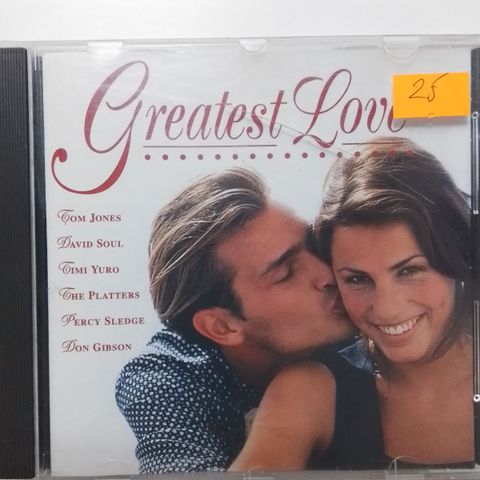 Greatest Love
25
Tom Jones
David Soul
Timi Yuro
The Platters
Percy Sledge
Don Gibson